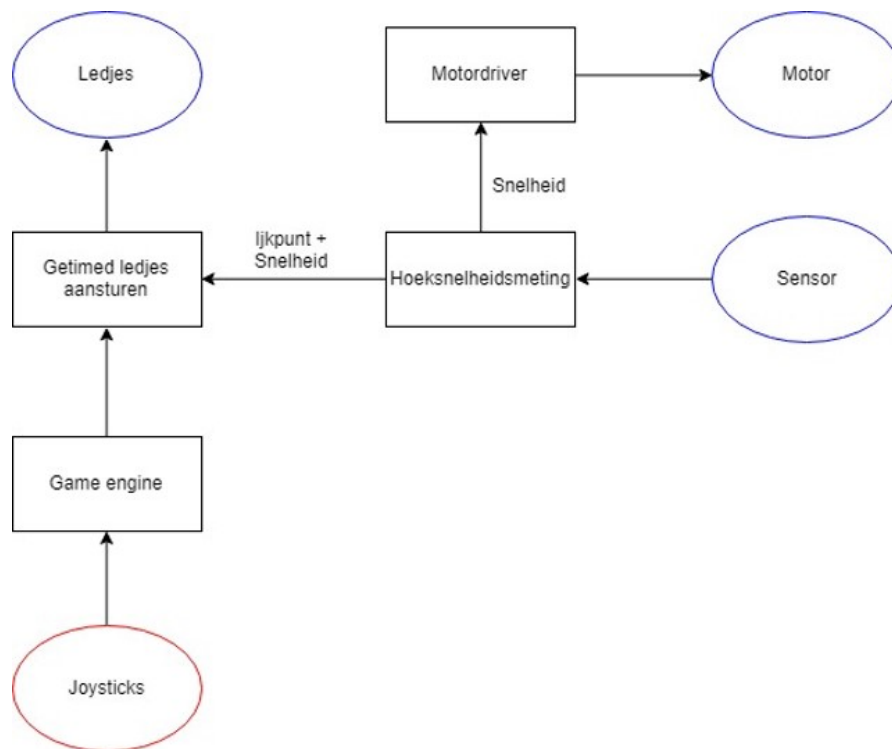 Ledjes
Motordriver
Motor
Snelheid
Getimed ledjes
aansturen
Ijkpunt +
Snelheid
Hoeksnelheidsmeting
Sensor
Game engine
Joysticks